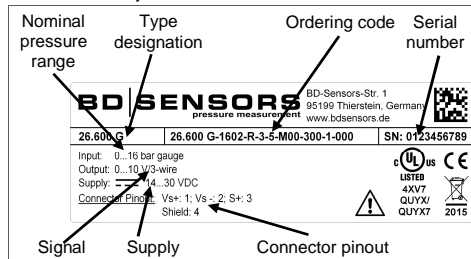 Nominal pressure range
Type designation
Ordering code
Serial number
BD|SENSORS
pressure measurement
BD-Sensors-Str. 1
95199 Thierstein, Germany
www.bdsensors.de
26.600 G
26.600 G-1602-R-3-5-M00-300-1-000
SN: 0123456789
Input: 0...16 bar gauge
Output: 0...10 V/3-wire
Supply: 14...30 VDC
Connector Pinout: Vs+: 1; Vs -: 2; S+: 3
Shield: 4
c UL us CE
LISTED
4XV7
QUYX/
QUYX7
2015
Signal
Supply
Connector pinout